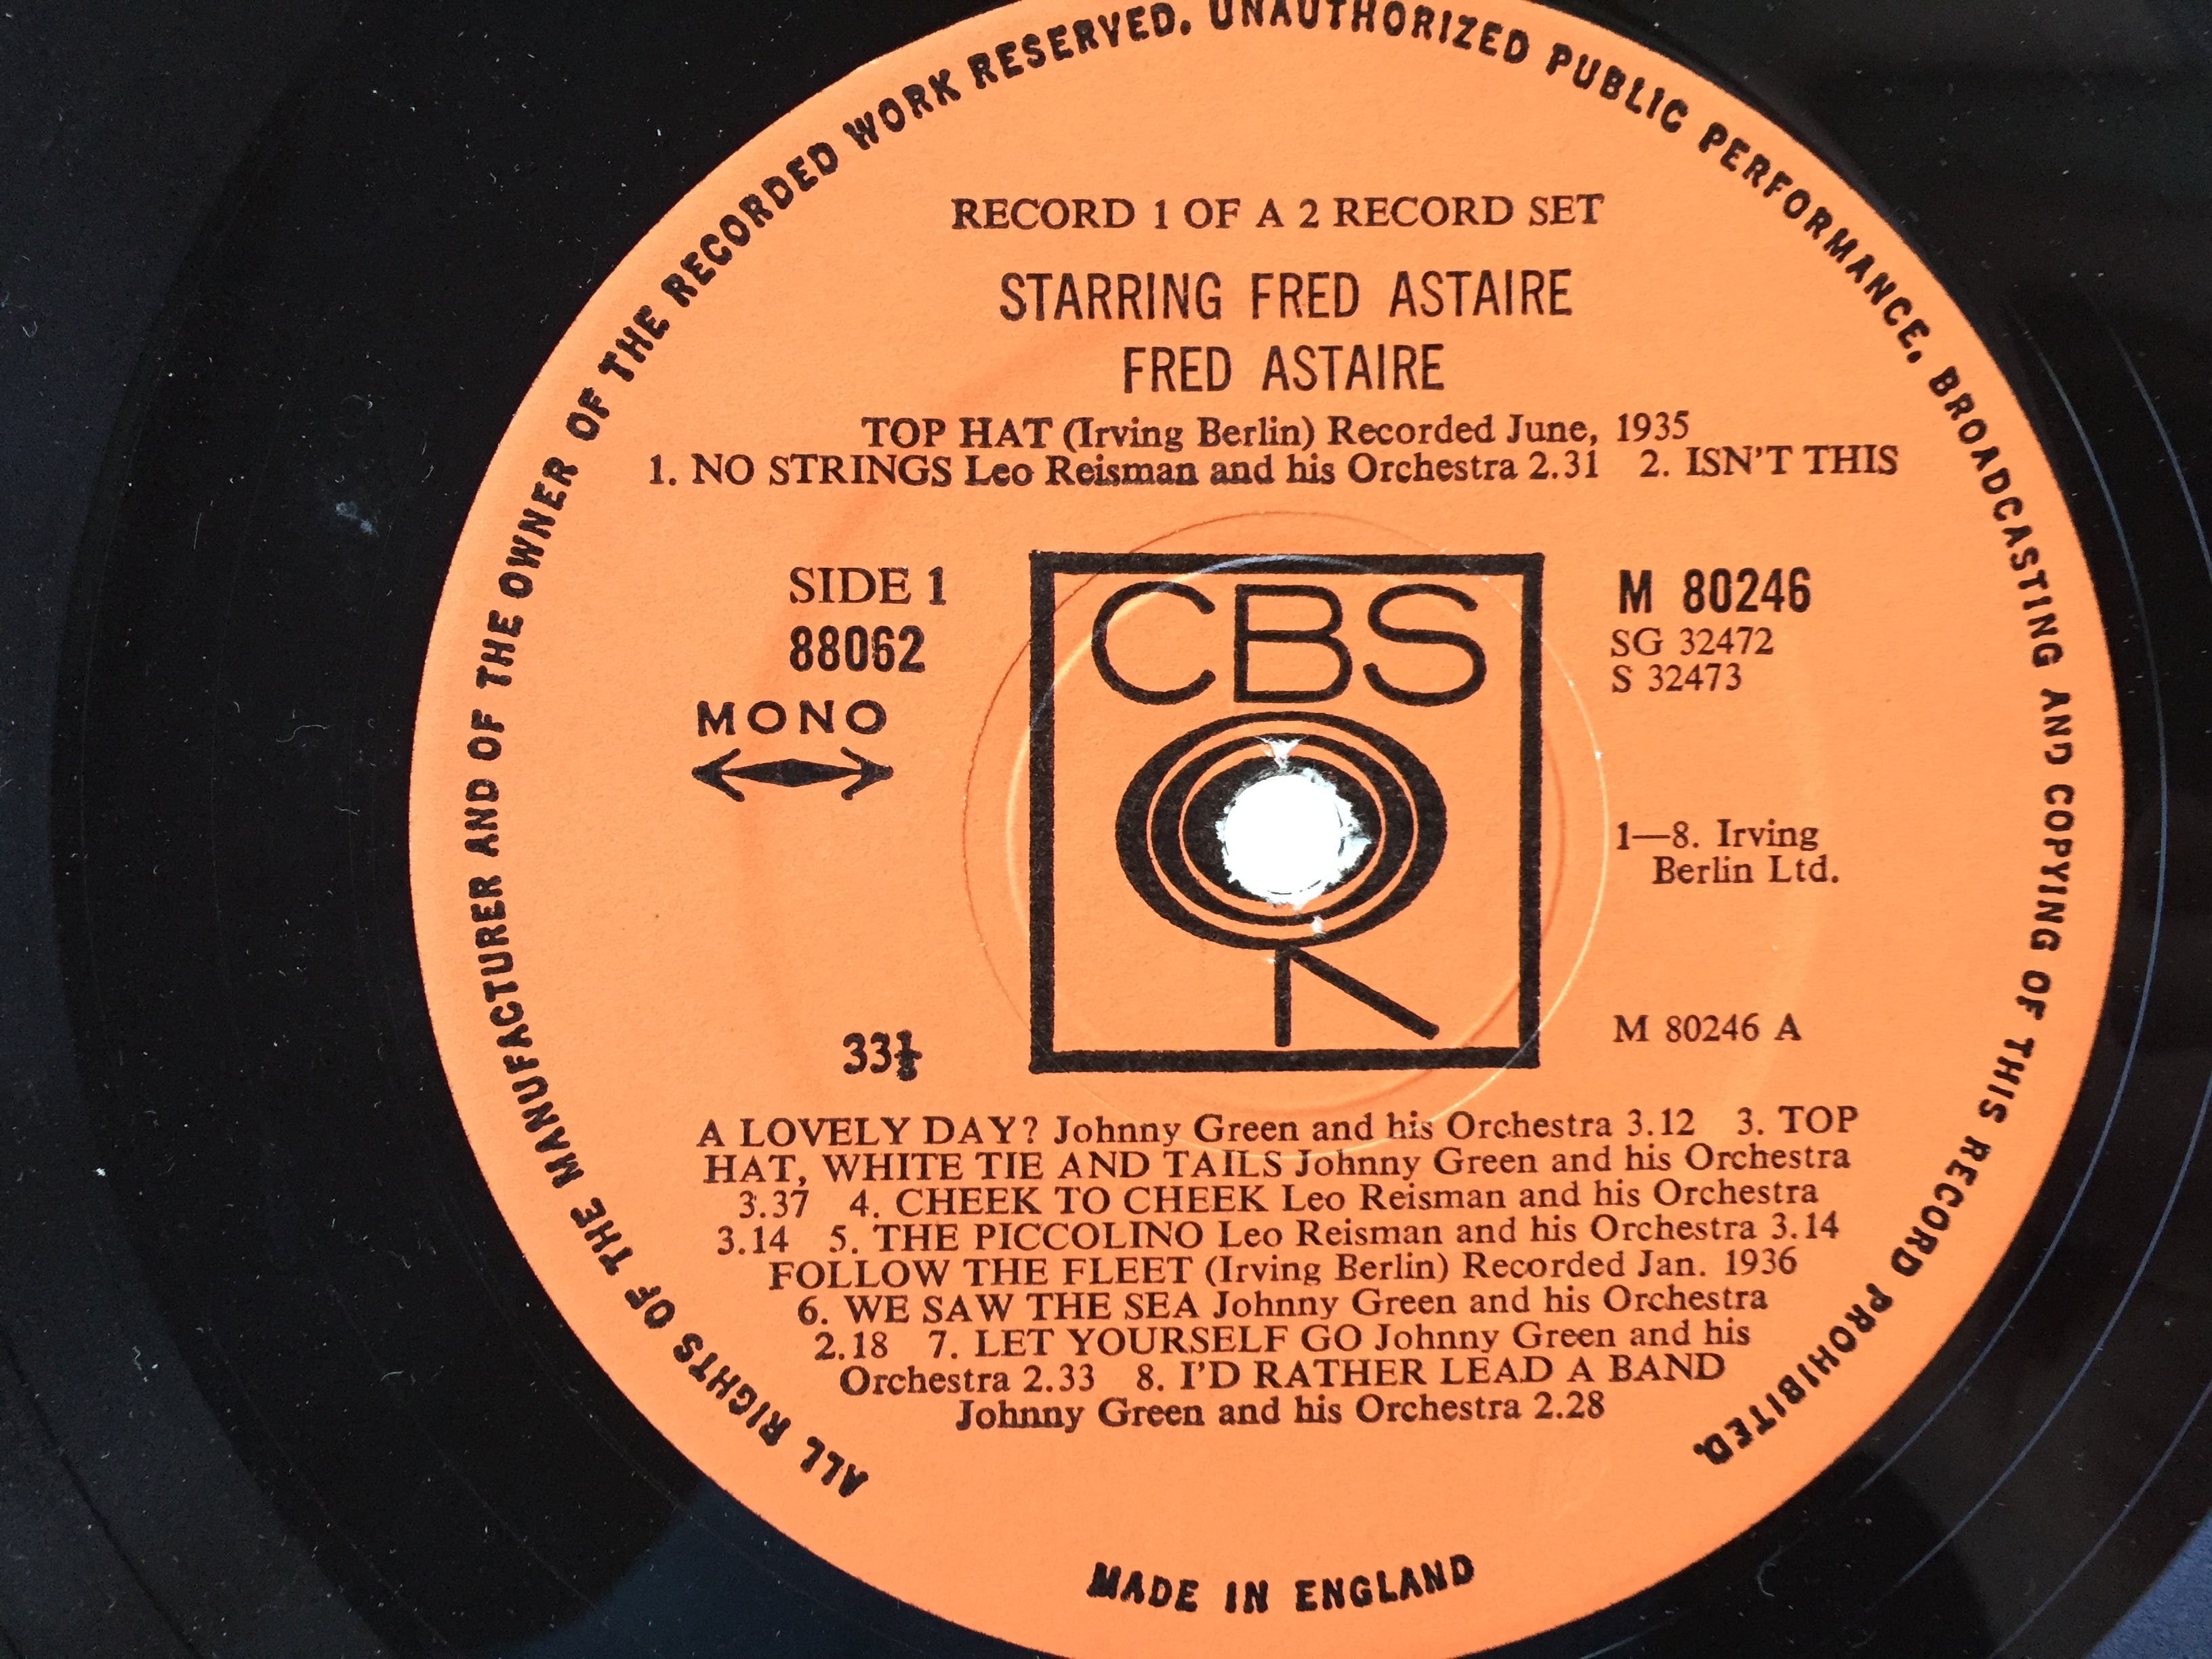 ALL RIGHTS OF THE MANUFACTURER AND OF THE OWNER OF THE RECORDED WORK RESERVED. UNAUTHORIZED PUBLIC PERFORMANCE, BROADCASTING AND COPYING OF THIS RECORD PROHIBITED.
RECORD 1 OF A 2 RECORD SET
STARRING FRED ASTAIRE
FRED ASTAIRE
TOP HAT (Irving Berlin) Recorded June, 1935
1. NO STRINGS Leo Reisman and his Orchestra 2.31 2. ISN'T THIS
SIDE 1
88062
MONO
33⅓
CBS
M 80246
SG 32472
S 32473
1—8. Irving
Berlin Ltd.
M 80246 A
A LOVELY DAY? Johnny Green and his Orchestra 3.12 3. TOP
HAT, WHITE TIE AND TAILS Johnny Green and his Orchestra
3.37 4. CHEEK TO CHEEK Leo Reisman and his Orchestra
3.14 5. THE PICCOLINO Leo Reisman and his Orchestra 3.14
FOLLOW THE FLEET (Irving Berlin) Recorded Jan. 1936
6. WE SAW THE SEA Johnny Green and his Orchestra
2.18 7. LET YOURSELF GO Johnny Green and his
Orchestra 2.33 8. I'D RATHER LEAD A BAND
Johnny Green and his Orchestra 2.28
MADE IN ENGLAND